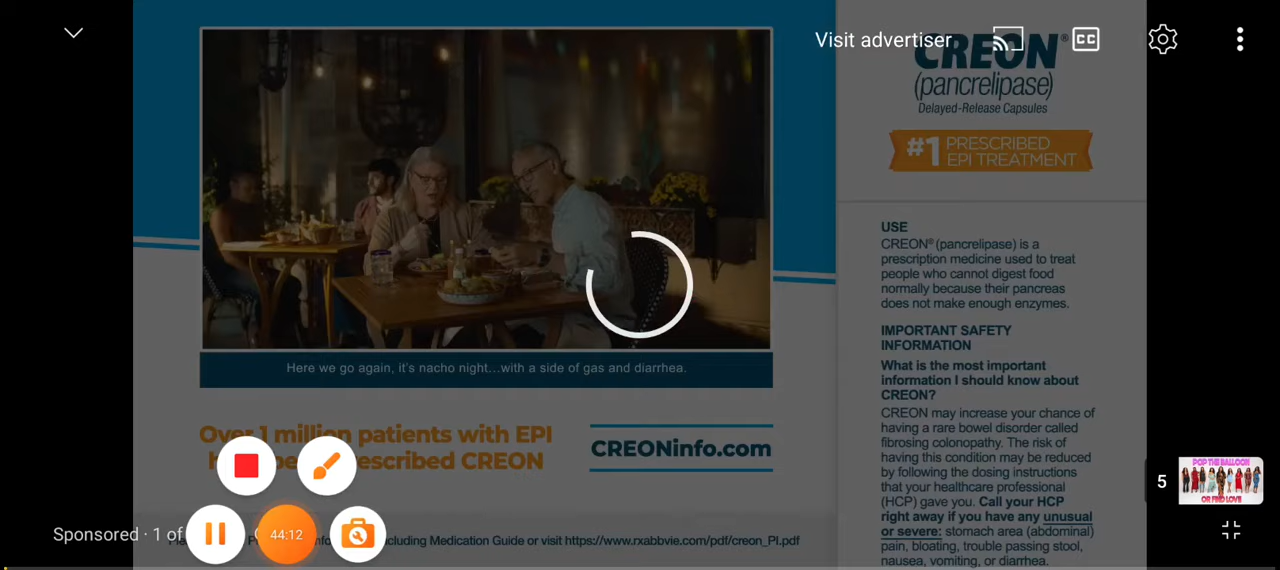 Visit advertiser
CC
CREON®
(pancrelipase)
Delayed-Release Capsules
#1 PRESCRIBED
EPI TREATMENT
USE
CREON® (pancrelipase) is a
prescription medicine used to treat
people who cannot digest food
normally because their pancreas
does not make enough enzymes.
IMPORTANT SAFETY
INFORMATION
What is the most important
information I should know about
CREON?
CREON may increase your chance of
having a rare bowel disorder called
fibrosing colonopathy. The risk of
having this condition may be reduced
by following the dosing instructions
that your healthcare professional
(HCP) gave you. Call your HCP
right away if you have any unusual
or severe: stomach area (abdominal)
pain, bloating, trouble passing stool,
nausea, vomiting, or diarrhea.
Here we go again, it's nacho night...with a side of gas and diarrhea.
Over 1 million patients with EPI
CREON
CREONinfo.com
5
POP THE BALLOON
OR FIND LOVE
Sponsored · 1 of
44:12
including Medication Guide or visit https://www.rxabbvie.com/pdf/creon_PI.pdf